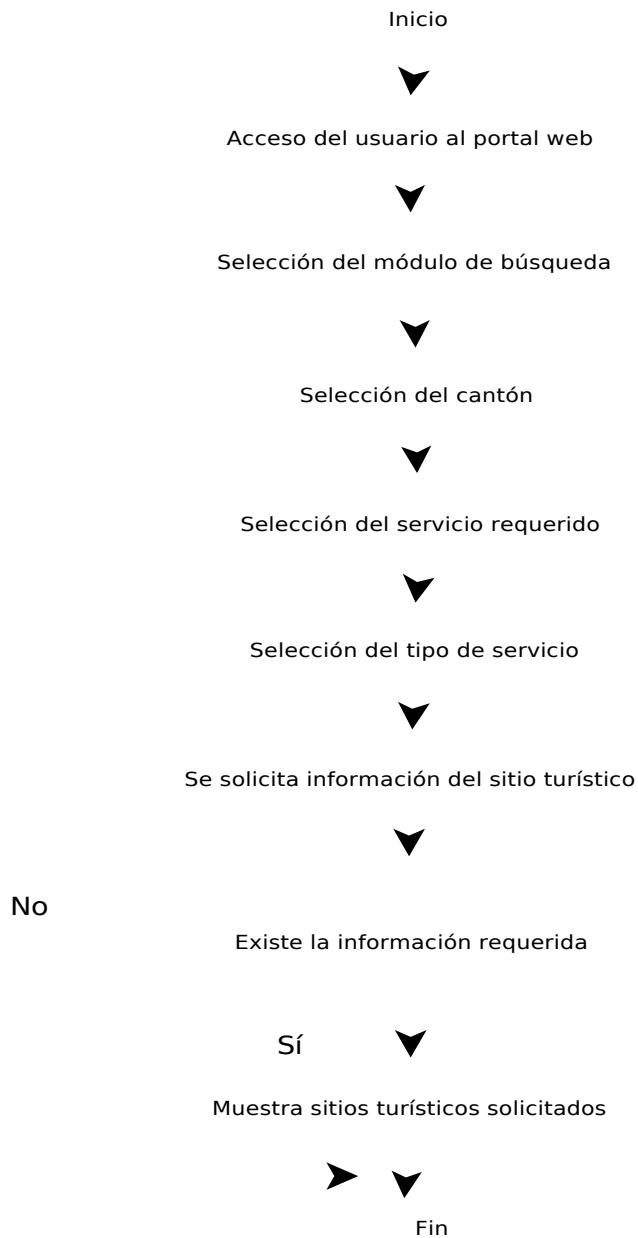 Inicio
Acceso del usuario al portal web
Selección del módulo de búsqueda
Selección del cantón
Selección del servicio requerido
Selección del tipo de servicio
Se solicita información del sitio turístico
No
Existe la información requerida
Sí
Muestra sitios turísticos solicitados
Fin